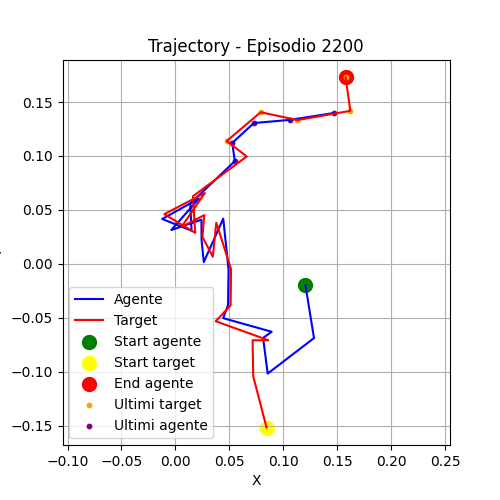 Trajectory - Episodio 2200
0.15
0.10
0.05
0.00
−0.05
−0.10
−0.15
Agente
Target
Start agente
Start target
End agente
Ultimi target
Ultimi agente
−0.10 −0.05 0.00 0.05 0.10 0.15 0.20 0.25
X